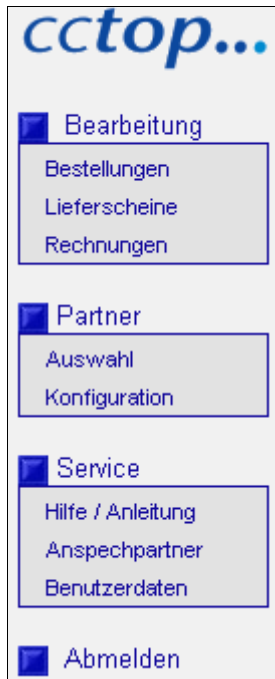 cctop...
Bearbeitung
Bestellungen
Lieferscheine
Rechnungen
Partner
Auswahl
Konfiguration
Service
Hilfe / Anleitung
Anspechpartner
Benutzerdaten
Abmelden